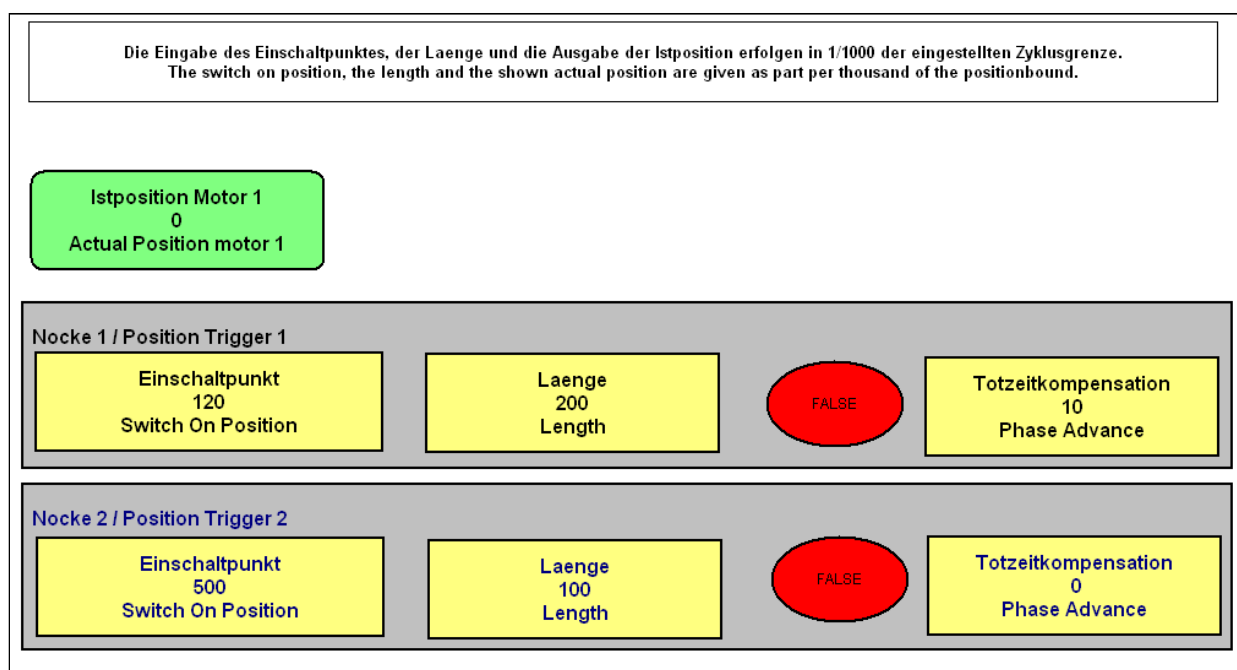 Die Eingabe des Einschaltpunktes, der Laenge und die Ausgabe der Istposition erfolgen in 1/1000 der eingestellten Zyklusgrenze.
The switch on position, the length and the shown actual position are given as part per thousand of the positionbound.
Istposition Motor 1
0
Actual Position motor 1
Nocke 1 / Position Trigger 1
Einschaltpunkt
120
Switch On Position
Laenge
200
Length
FALSE
Totzeitkompensation
10
Phase Advance
Nocke 2 / Position Trigger 2
Einschaltpunkt
500
Switch On Position
Laenge
100
Length
FALSE
Totzeitkompensation
0
Phase Advance